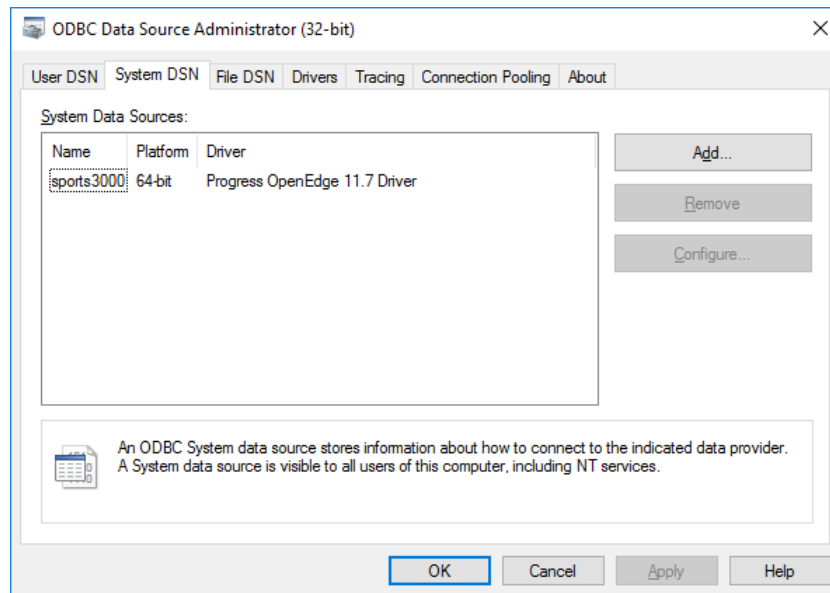 ODBC Data Source Administrator (32-bit)
User DSN System DSN File DSN Drivers Tracing Connection Pooling About
System Data Sources:
Name Platform Driver
sports3000 64-bit Progress OpenEdge 11.7 Driver
Add...
Remove
Configure...
An ODBC System data source stores information about how to connect to the indicated data provider.
A System data source is visible to all users of this computer, including NT services.
OK Cancel Apply Help